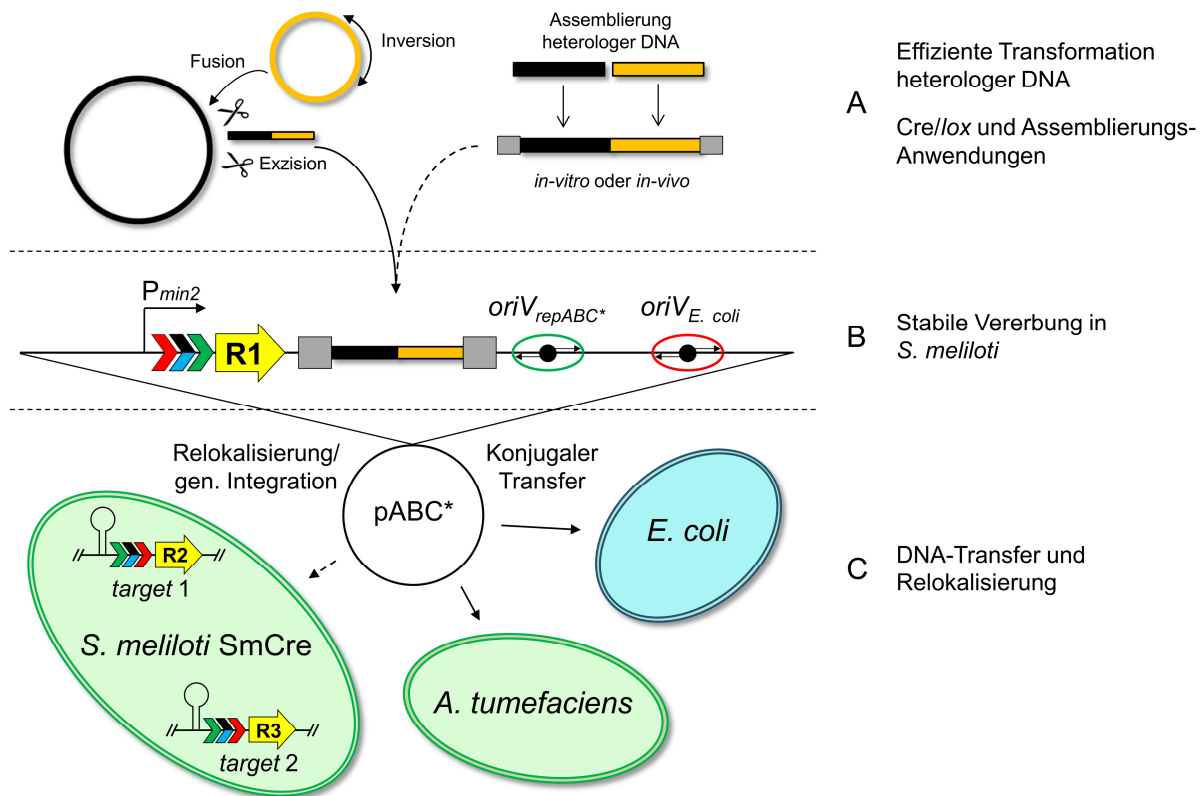 Fusion
Inversion
Exzision
Assemblierung
heterologer DNA
in-vitro oder in-vivo
A
Effiziente Transformation
heterologer DNA
Cre/lox und Assemblierungs-
Anwendungen
Pmin2
R1
oriVrepABC*
oriVE. coli
B
Stabile Vererbung in
S. meliloti
Relokalisierung/
gen. Integration
pABC*
Konjugaler
Transfer
E. coli
R2
target 1
S. meliloti SmCre
R3
target 2
A. tumefaciens
C
DNA-Transfer und
Relokalisierung